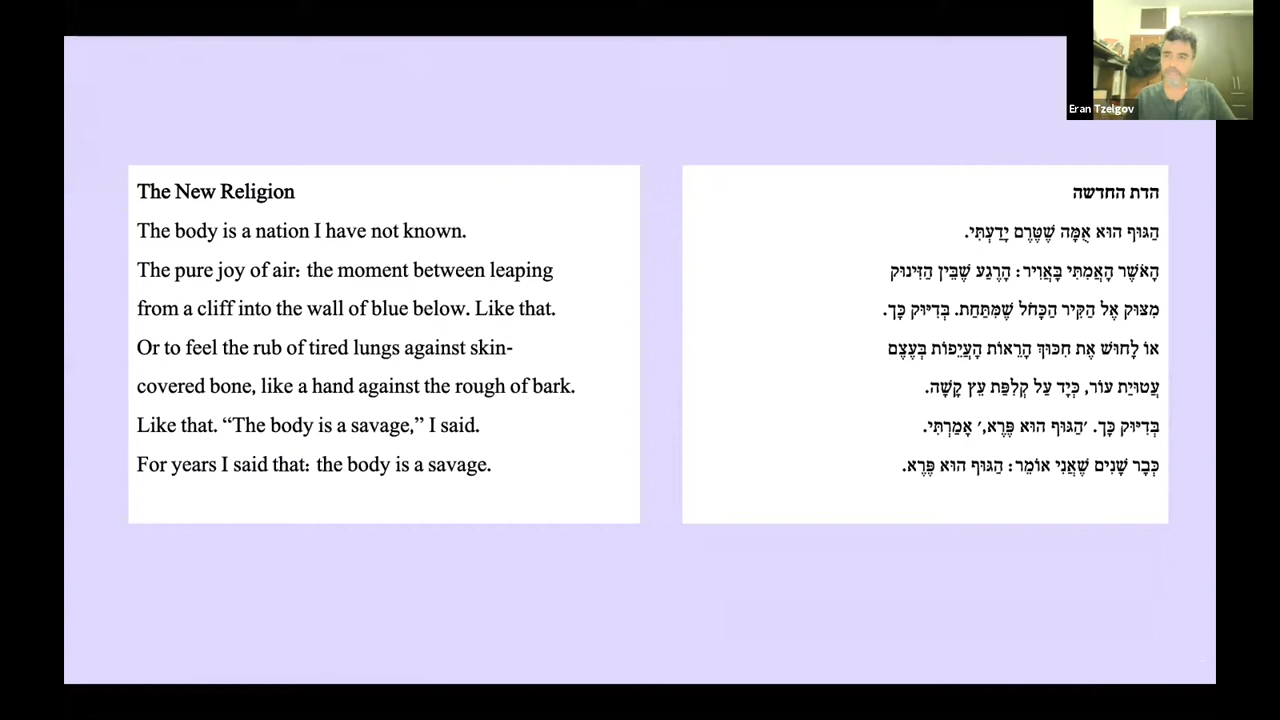 Eran Tzelgov
The New Religion
The body is a nation I have not known.
The pure joy of air: the moment between leaping
from a cliff into the wall of blue below. Like that.
Or to feel the rub of tired lungs against skin-
covered bone, like a hand against the rough of bark.
Like that. “The body is a savage,” I said.
For years I said that: the body is a savage.
הדת החדשה
הַגּוּף הוּא אֻמָּה שֶׁטֶּרֶם יָדַעְתִּי.
הָאֹשֶׁר הָאֲמִתִּי בָּאֲוִיר: הָרֶגַע שֶׁבֵּין הַזִּינוּק
מִצּוּק אֶל הַקִּיר הַכָּחֹל שֶׁמִּתַּחַת. בְּדִיּוּק כָּךְ.
אוֹ לָחוּשׁ אֶת חִכּוּךְ הָרֵאוֹת הָעֲיֵפוֹת בְּעֶצֶם
עֲטוּיַת עוֹר, כְּיָד עַל קְלִפַּת עֵץ קָשָׁה.
בְּדִיּוּק כָּךְ. ׳הַגּוּף הוּא פֶּרֶא,׳ אָמַרְתִּי.
כְּבָר שָׁנִים שֶׁאֲנִי אוֹמֵר: הַגּוּף הוּא פֶּרֶא.